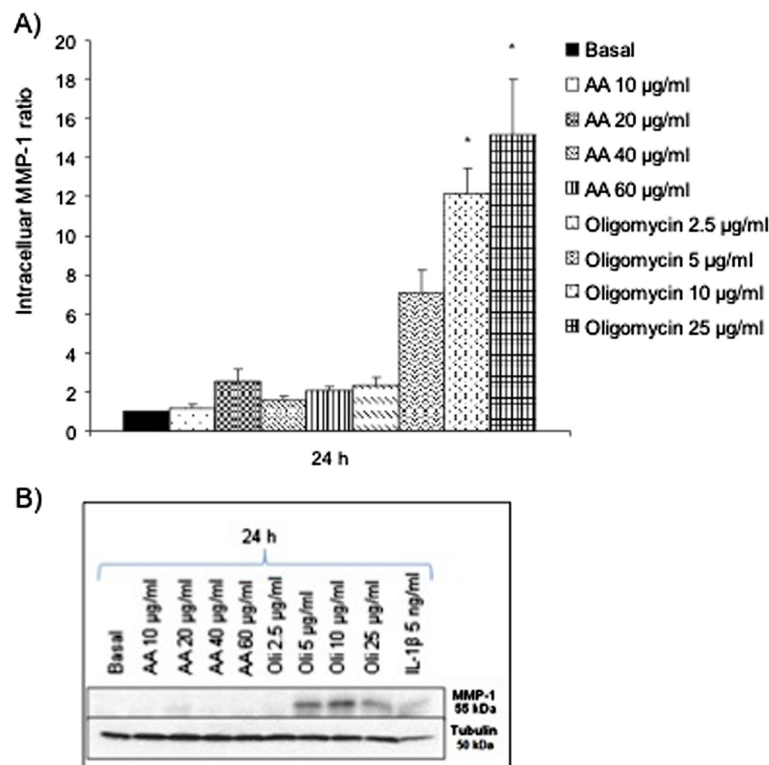 A)
Intracelluar MMP-1 ratio
20
18
16
14
12
10
8
6
4
2
0
*
*
24 h
Basal
AA 10 µg/ml
AA 20 µg/ml
AA 40 µg/ml
AA 60 µg/ml
Oligomycin 2.5 µg/ml
Oligomycin 5 µg/ml
Oligomycin 10 µg/ml
Oligomycin 25 µg/ml
B)
24 h
Basal
AA 10 µg/ml
AA 20 µg/ml
AA 40 µg/ml
AA 60 µg/ml
Oli 2.5 µg/ml
Oli 5 µg/ml
Oli 10 µg/ml
Oli 25 µg/ml
IL-1β 5 ng/ml
MMP-1
55 kDa
Tubulin
50 kDa